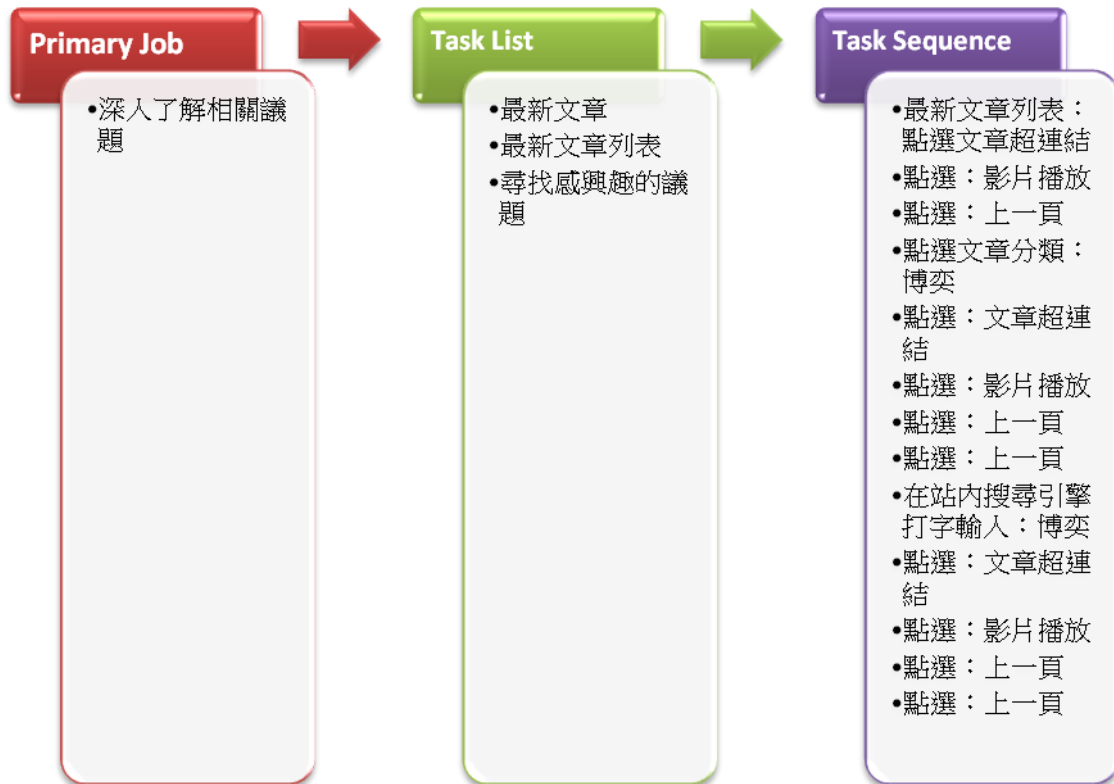 Primary Job
•深入了解相關議
題
Task List
•最新文章
•最新文章列表
•尋找感興趣的議
題
Task Sequence
•最新文章列表：
點選文章超連結
•點選：影片播放
•點選：上一頁
•點選文章分類：
博奕
•點選：文章超連
結
•點選：影片播放
•點選：上一頁
•點選：上一頁
•在站內搜尋引擎
打字輸入：博奕
•點選：文章超連
結
•點選：影片播放
•點選：上一頁
•點選：上一頁